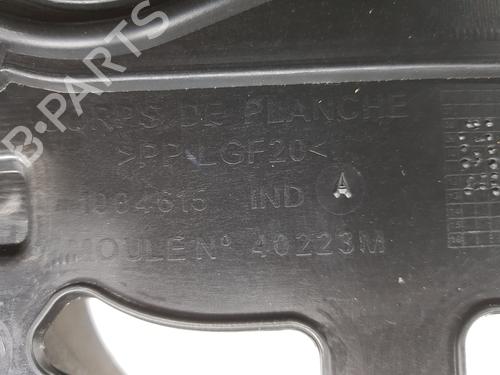 CORPS DE PLANCHE
>PP-LGF20<
1084615 IND A
MOULE N° 40223M
B-PARTS